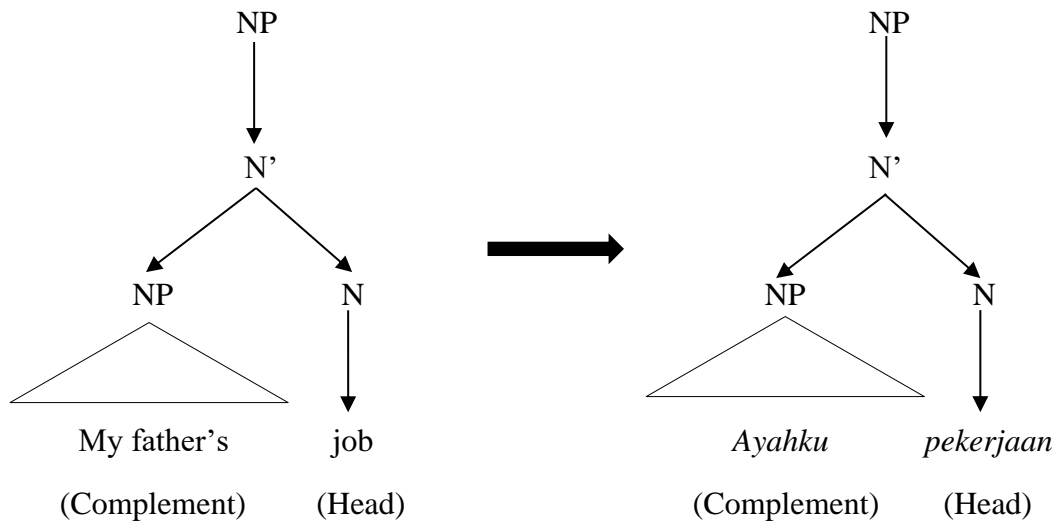 NP NP
N’ N’
NP N NP N
My father’s job Ayahku pekerjaan
(Complement) (Head) (Complement) (Head)